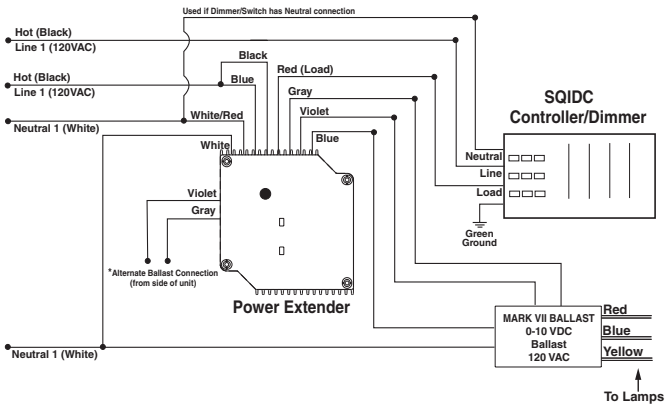 Used if Dimmer/Switch has Neutral connection
Hot (Black)
Line 1 (120VAC)
Black
Hot (Black)
Line 1 (120VAC)
Blue
Red (Load)
Gray
Violet
Blue
White/Red
Neutral 1 (White)
White
SQIDC
Controller/Dimmer
Neutral
Line
Load
Green
Ground
Violet
Gray
*Alternate Ballast Connection
(from side of unit)
Power Extender
MARK VII BALLAST
0-10 VDC
Ballast
120 VAC
Red
Blue
Yellow
Neutral 1 (White)
To Lamps